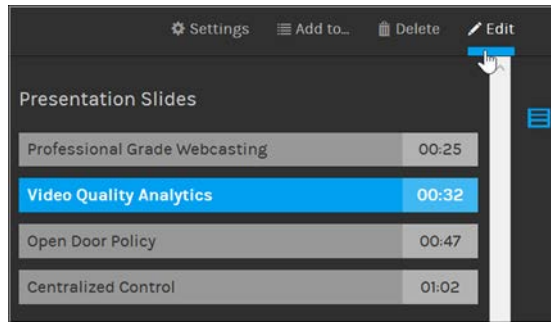 Settings Add to... Delete Edit
Presentation Slides
Professional Grade Webcasting 00:25
Video Quality Analytics 00:32
Open Door Policy 00:47
Centralized Control 01:02